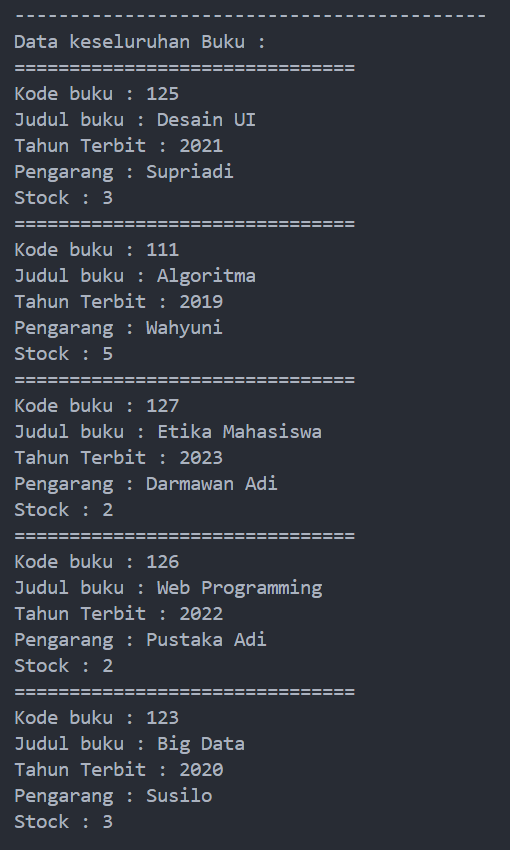 -------------------------------------------
Data keseluruhan Buku :
===============================
Kode buku : 125
Judul buku : Desain UI
Tahun Terbit : 2021
Pengarang : Supriadi
Stock : 3
===============================
Kode buku : 111
Judul buku : Algoritma
Tahun Terbit : 2019
Pengarang : Wahyuni
Stock : 5
===============================
Kode buku : 127
Judul buku : Etika Mahasiswa
Tahun Terbit : 2023
Pengarang : Darmawan Adi
Stock : 2
===============================
Kode buku : 126
Judul buku : Web Programming
Tahun Terbit : 2022
Pengarang : Pustaka Adi
Stock : 2
===============================
Kode buku : 123
Judul buku : Big Data
Tahun Terbit : 2020
Pengarang : Susilo
Stock : 3